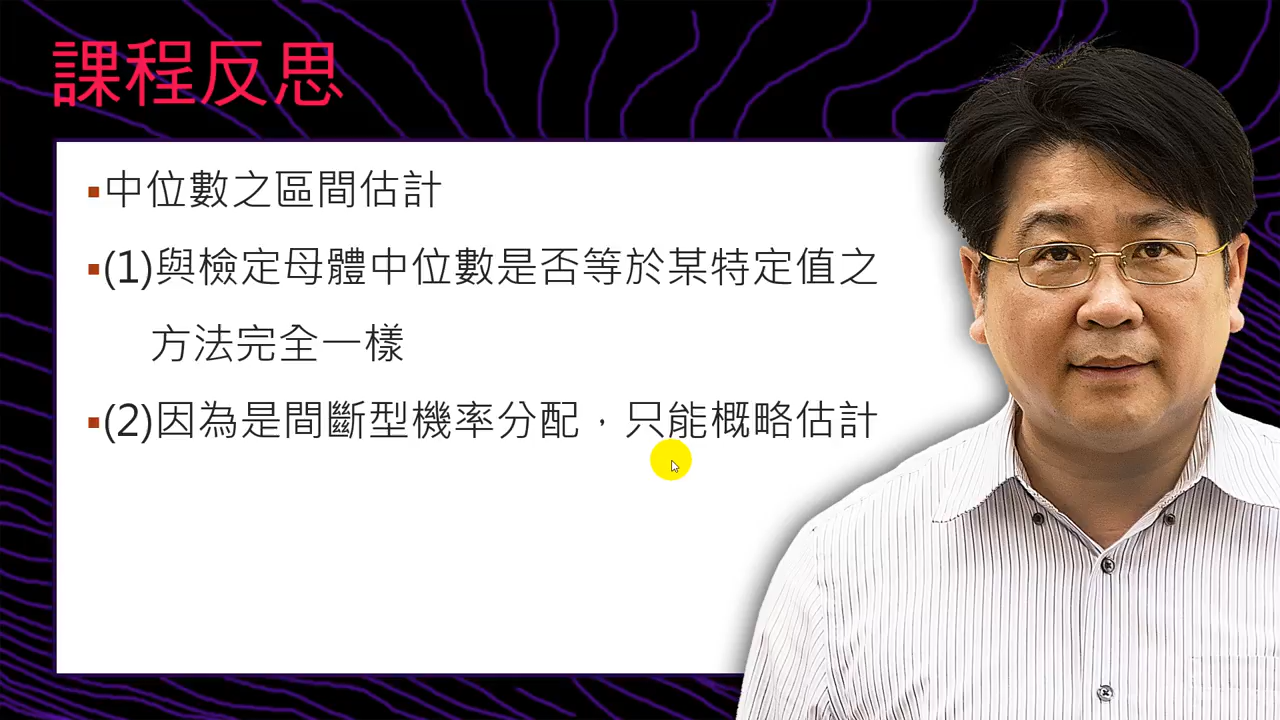 課程反思
▪中位數之區間估計
▪(1)與檢定母體中位數是否等於某特定值之
方法完全一樣
▪(2)因為是間斷型機率分配，只能概略估計